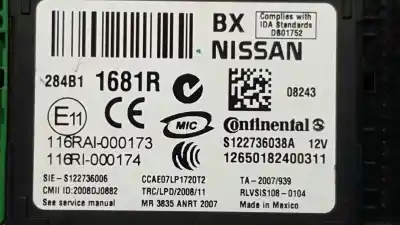 BX
Complies with
IDA Standards
DB01752
NISSAN
284B1 1681R
08243
E11
CE
MIC
Continental
116RAI-000173
116RI-000174
S122736038A 12V
12650182400311
SIE-S122736006
CCAE07LP1720T2
TA-2007/939
CMII ID:2008DJ0882
TRC/LPD/2008/11
RLVSIS108-0104
See service manual
MR 3835 ANRT 2007
Made in Mexico